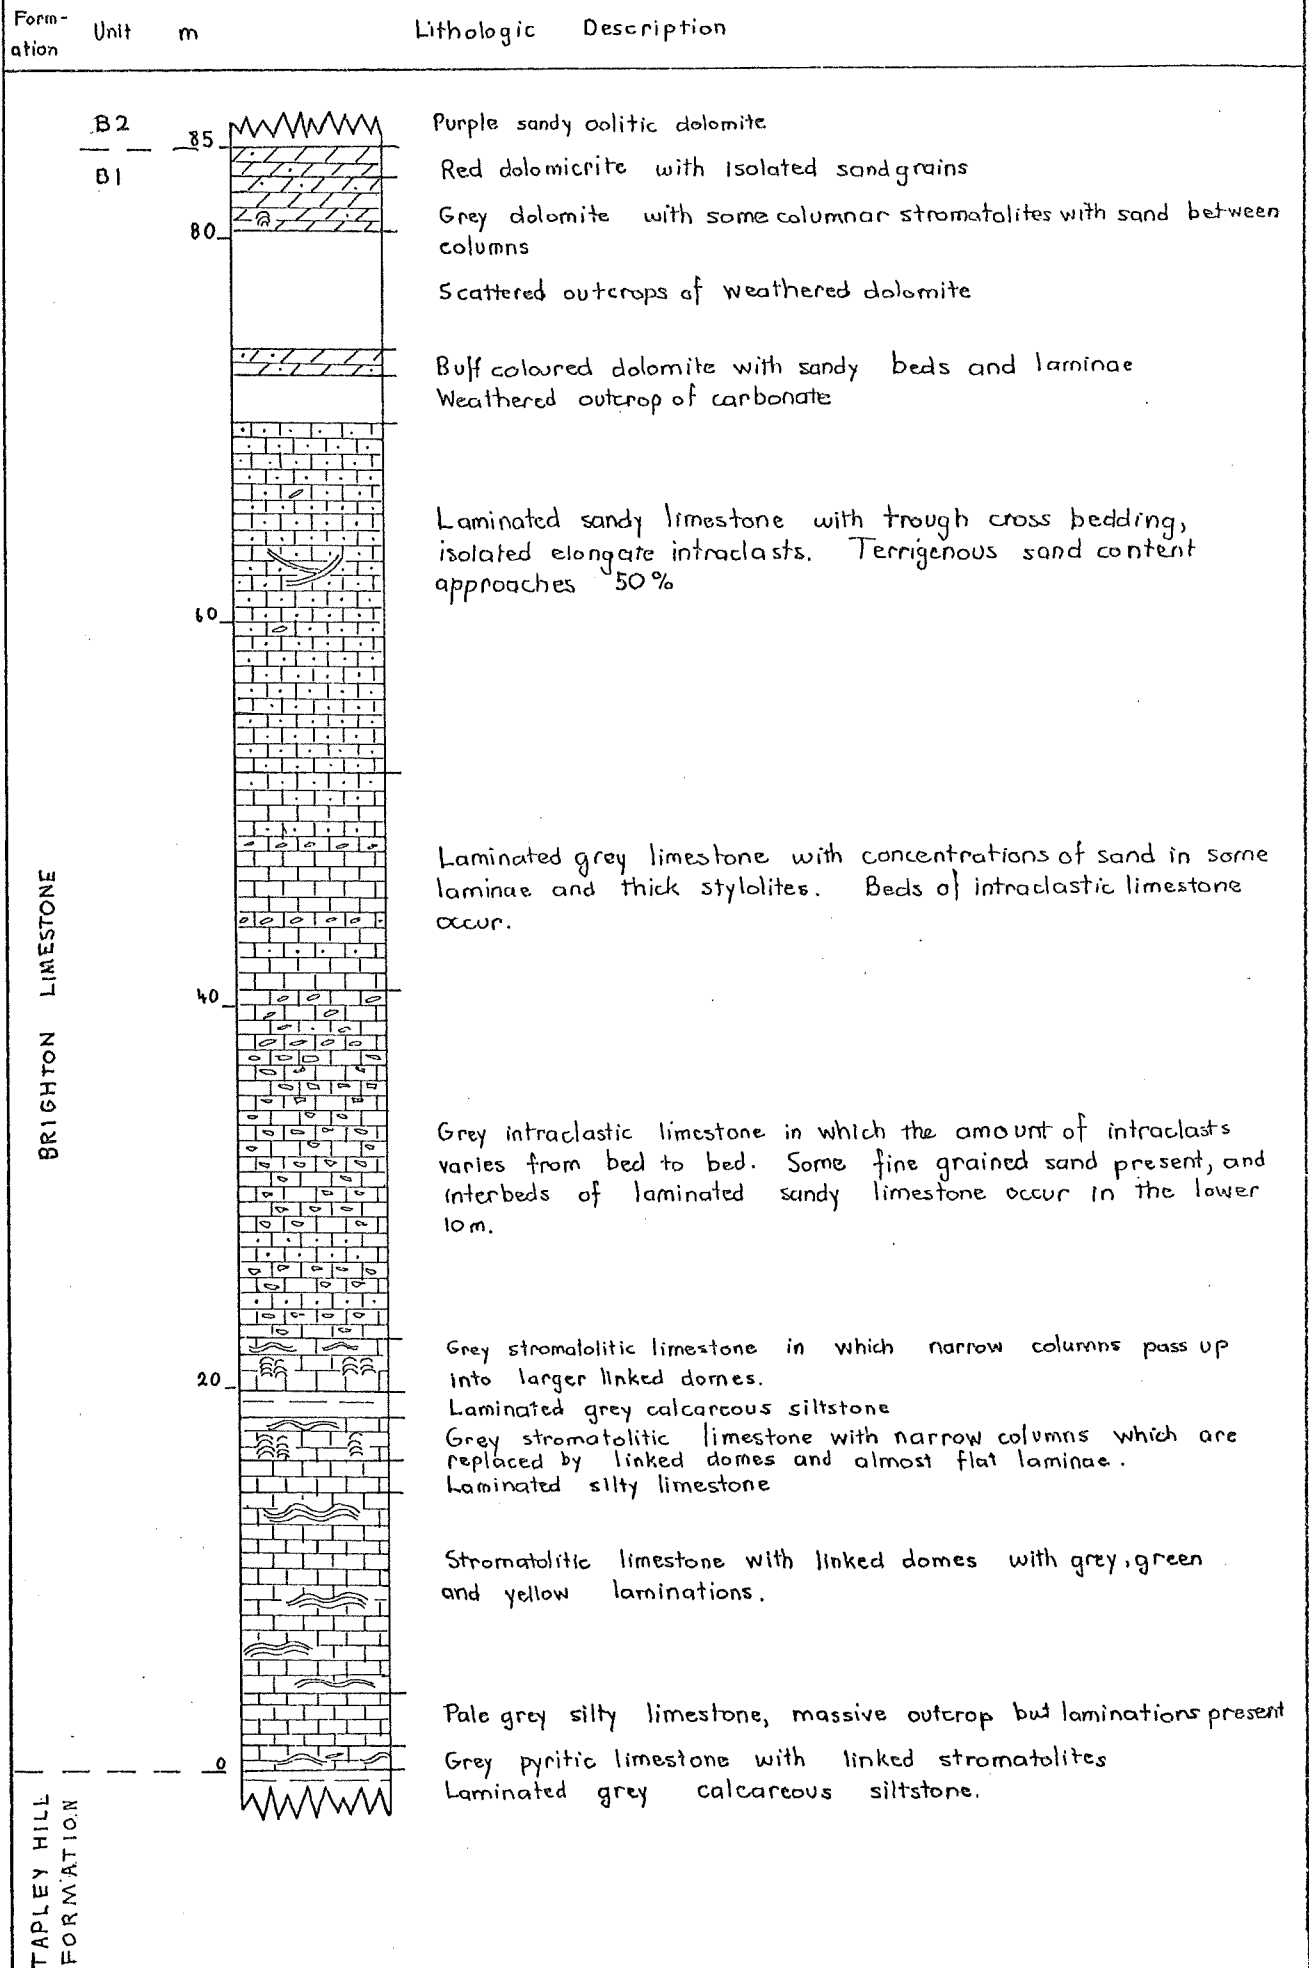 Form-
ation
Unit
m
Lithologic Description
B2
85
B1
80
60
40
20
0
BRIGHTON LIMESTONE
TAPLEY HILL
FORMATION
Purple sandy oolitic dolomite
Red dolomicrite with isolated sandgrains
Grey dolomite with some columnar stromatolites with sand between
columns
Scattered outcrops of weathered dolomite
Buff coloured dolomite with sandy beds and laminae
Weathered outcrop of carbonate
Laminated sandy limestone with trough cross bedding,
isolated elongate intraclasts. Terrigenous sand content
approaches 50%
Laminated grey limestone with concentrations of sand in some
laminae and thick stylolites. Beds of intraclastic limestone
occur.
Grey intraclastic limestone in which the amount of intraclasts
varies from bed to bed. Some fine grained sand present, and
interbeds of laminated sandy limestone occur in the lower
10m.
Grey stromatolitic limestone in which narrow columns pass up
into larger linked domes.
Laminated grey calcareous siltstone
Grey stromatolitic limestone with narrow columns which are
replaced by linked domes and almost flat laminae.
Laminated silty limestone
Stromatolitic limestone with linked domes with grey, green
and yellow laminations.
Pale grey silty limestone, massive outcrop but laminations present
Grey pyritic limestone with linked stromatolites
Laminated grey calcareous siltstone.